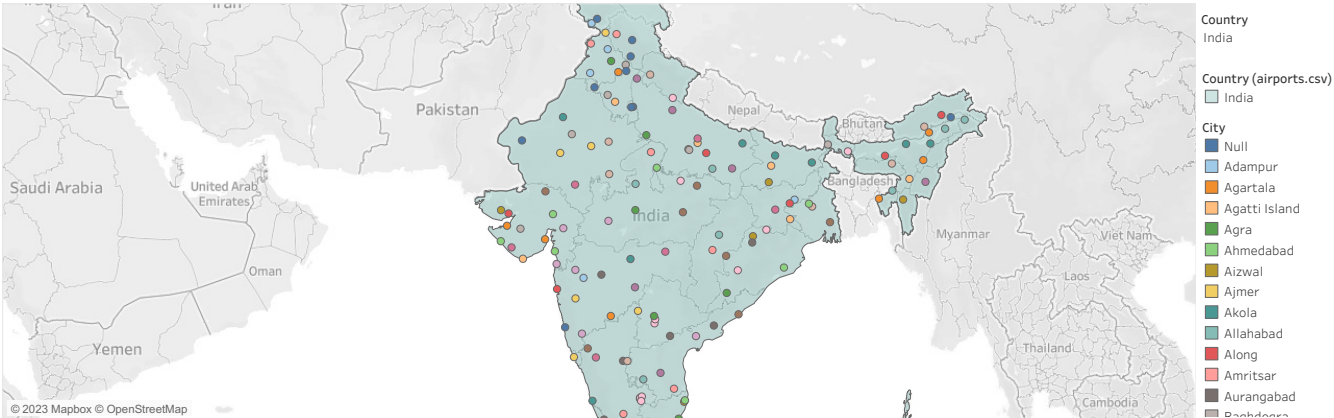 Iran
Pakistan
Nepal
Bhutan
Saudi Arabia
United Arab
Emirates
Bangladesh
India
Myanmar
Oman
Viet Nam
Laos
Yemen
Thailand
Cambodia
© 2023 Mapbox © OpenStreetMap
Country
India
Country (airports.csv)
India
City
Null
Adampur
Agartala
Agatti Island
Agra
Ahmedabad
Aizwal
Ajmer
Akola
Allahabad
Along
Amritsar
Aurangabad
Baghdogra